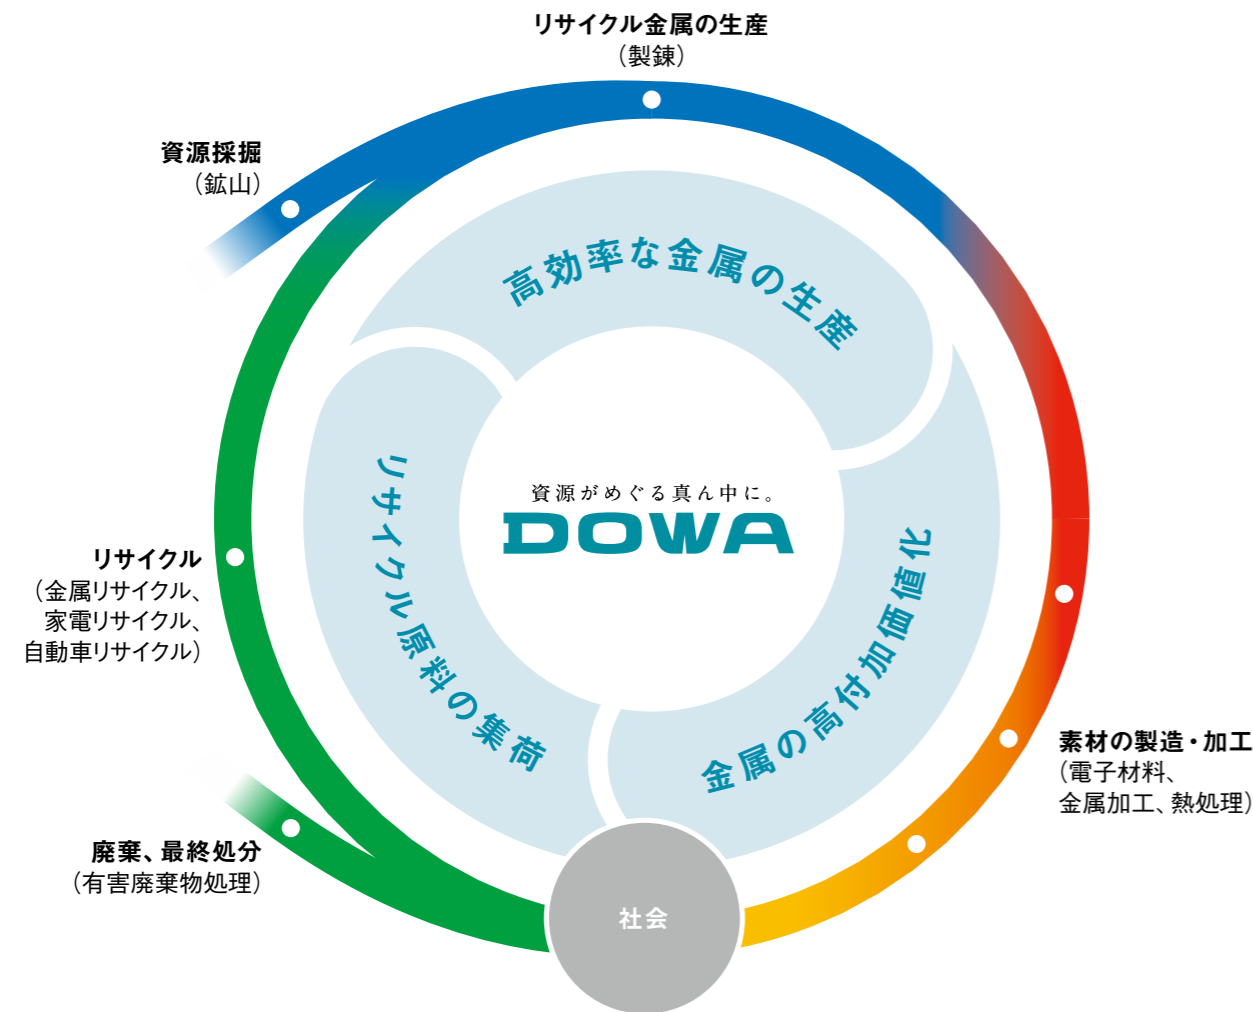 リサイクル金属の生産
（製錬）
資源採掘
（鉱山）
高効率な金属の生産
資源がめぐる真ん中に。
DOWA
リサイクル原料の集荷
金属の高付加価値化
リサイクル
（金属リサイクル、
家電リサイクル、
自動車リサイクル）
素材の製造・加工
（電子材料、
金属加工、熱処理）
廃棄、最終処分
（有害廃棄物処理）
社会